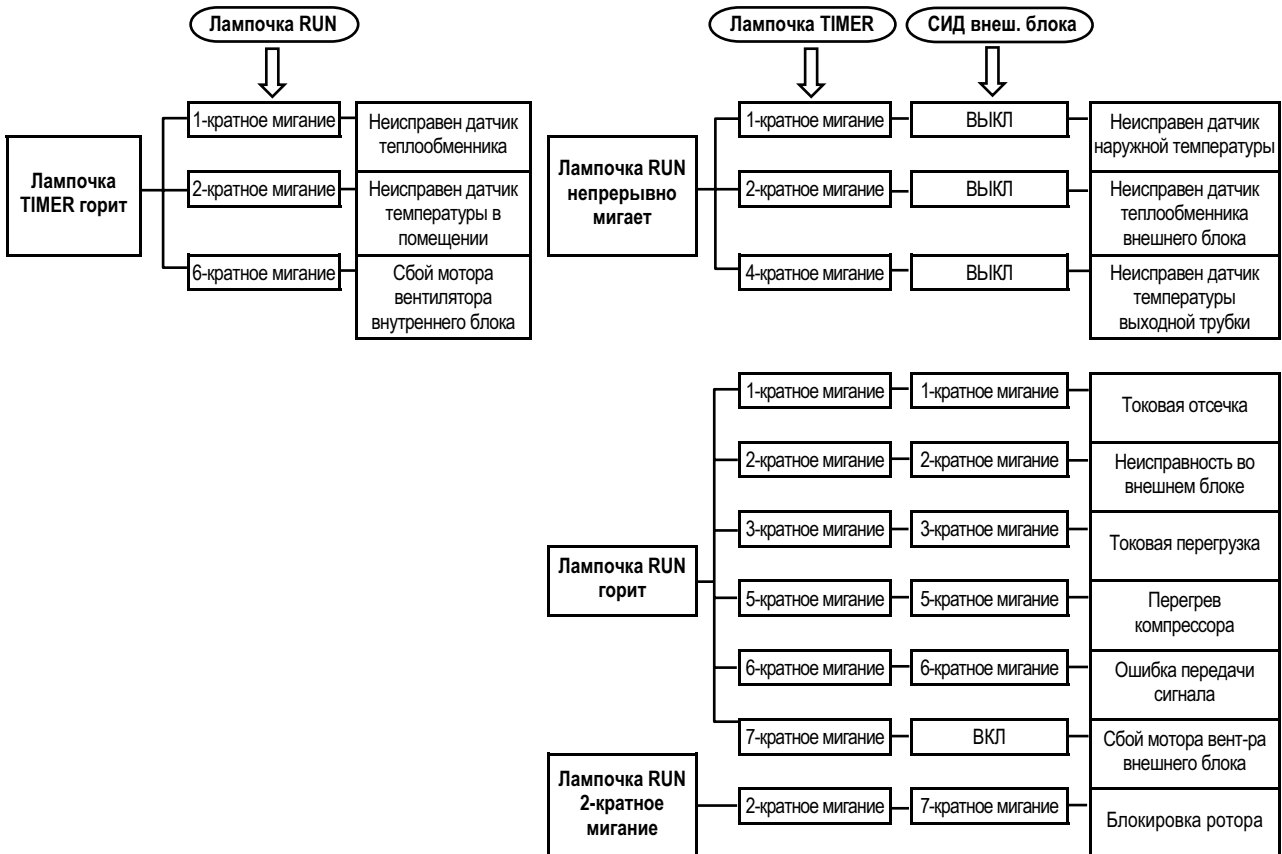 Лампочка RUN
Лампочка TIMER горит
1-кратное мигание
Неисправен датчик
теплообменника
2-кратное мигание
Неисправен датчик
температуры в
помещении
6-кратное мигание
Сбой мотора
вентилятора
внутреннего блока
Лампочка TIMER
СИД внеш. блока
Лампочка RUN
непрерывно
мигает
1-кратное мигание
ВЫКЛ
Неисправен датчик
наружной температуры
2-кратное мигание
ВЫКЛ
Неисправен датчик
теплообменника
внешнего блока
4-кратное мигание
ВЫКЛ
Неисправен датчик
температуры
выходной трубки
Лампочка RUN
горит
1-кратное мигание
1-кратное мигание
Токовая отсечка
2-кратное мигание
2-кратное мигание
Неисправность во
внешнем блоке
3-кратное мигание
3-кратное мигание
Токовая перегрузка
5-кратное мигание
5-кратное мигание
Перегрев
компрессора
6-кратное мигание
6-кратное мигание
Ошибка передачи
сигнала
7-кратное мигание
ВКЛ
Сбой мотора вент-ра
внешнего блока
Лампочка RUN
2-кратное
мигание
2-кратное мигание
7-кратное мигание
Блокировка ротора